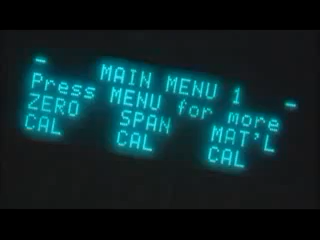 - MAIN MENU 1 -
Press MENU for more
ZERO SPAN MAT'L
CAL CAL CAL